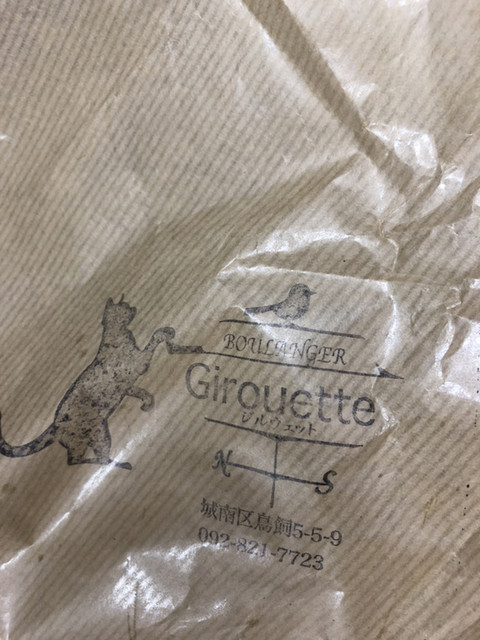 BOULANGER
Girouette
ジルウェット
N S
城南区鳥飼5-5-9
092-821-7723